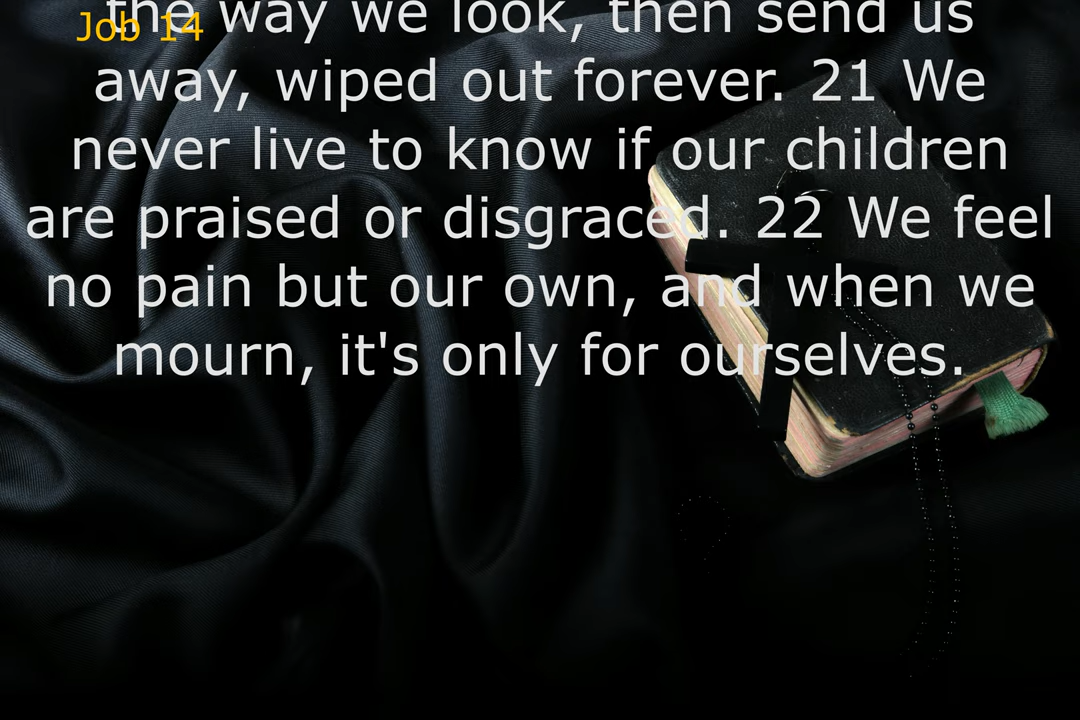 Job 14
the way we look, then send us
away, wiped out forever. 21 We
never live to know if our children
are praised or disgraced. 22 We feel
no pain but our own, and when we
mourn, it's only for ourselves.